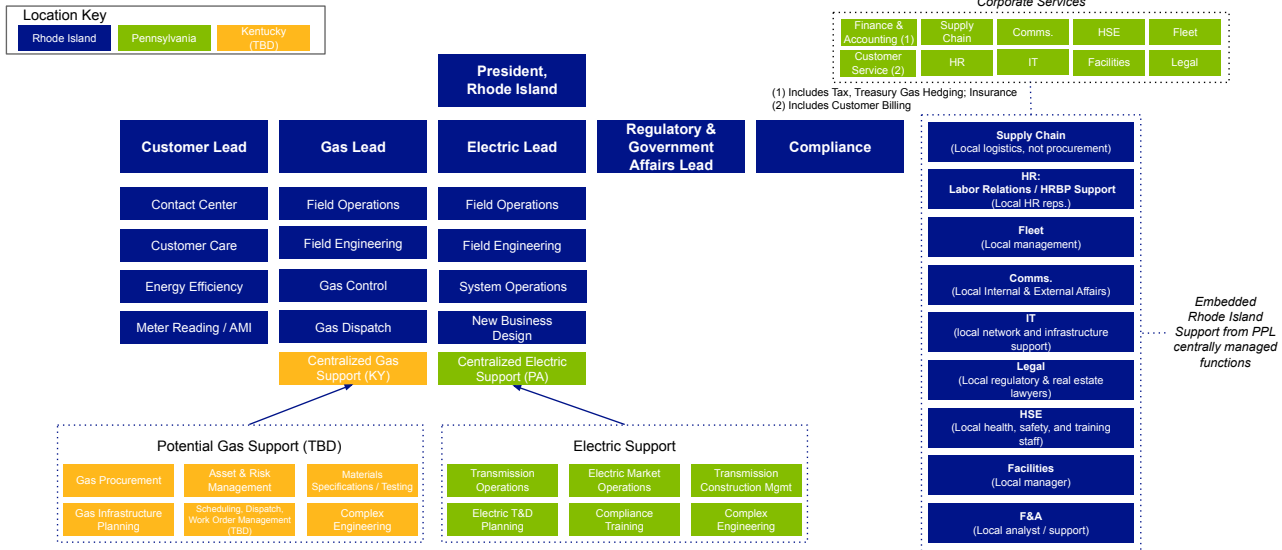 Corporate Services
Location Key
Rhode Island
Pennsylvania
Kentucky
(TBD)
Finance &
Accounting (1)
Supply
Chain
Comms.
HSE
Fleet
Customer
Service (2)
HR
IT
Facilities
Legal
(1) Includes Tax, Treasury Gas Hedging; Insurance
(2) Includes Customer Billing
President,
Rhode Island
Customer Lead
Gas Lead
Electric Lead
Regulatory &
Government
Affairs Lead
Compliance
Contact Center
Field Operations
Field Operations
Customer Care
Field Engineering
Field Engineering
Energy Efficiency
Gas Control
System Operations
Meter Reading / AMI
Gas Dispatch
New Business
Design
Centralized Gas
Support (KY)
Centralized Electric
Support (PA)
Potential Gas Support (TBD)
Gas Procurement
Asset & Risk
Management
Materials
Specifications / Testing
Gas Infrastructure
Planning
Scheduling, Dispatch,
Work Order Management
(TBD)
Complex
Engineering
Electric Support
Transmission
Operations
Electric Market
Operations
Transmission
Construction Mgmt
Electric T&D
Planning
Compliance
Training
Complex
Engineering
Supply Chain
(Local logistics, not procurement)
HR:
Labor Relations / HRBP Support
(Local HR reps.)
Fleet
(Local management)
Comms.
(Local Internal & External Affairs)
IT
(local network and infrastructure
support)
Legal
(Local regulatory & real estate
lawyers)
HSE
(Local health, safety, and training
staff)
Facilities
(Local manager)
F&A
(Local analyst / support)
Embedded
Rhode Island
Support from PPL
centrally managed
functions